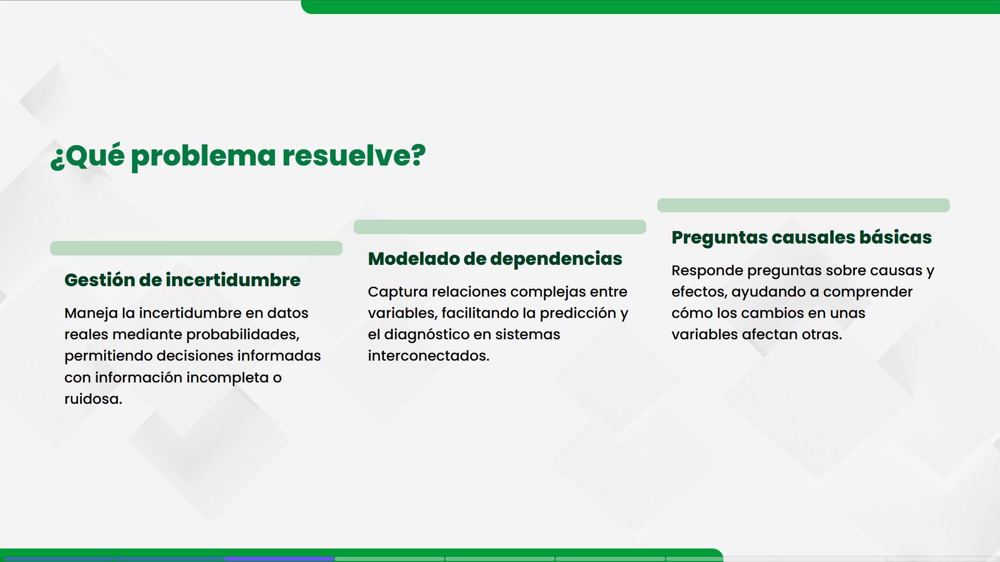 ¿Qué problema resuelve?
Gestión de incertidumbre
Maneja la incertidumbre en datos
reales mediante probabilidades,
permitiendo decisiones informadas
con información incompleta o
ruidosa.
Modelado de dependencias
Captura relaciones complejas entre
variables, facilitando la predicción y
el diagnóstico en sistemas
interconectados.
Preguntas causales básicas
Responde preguntas sobre causas y
efectos, ayudando a comprender
cómo los cambios en unas
variables afectan otras.